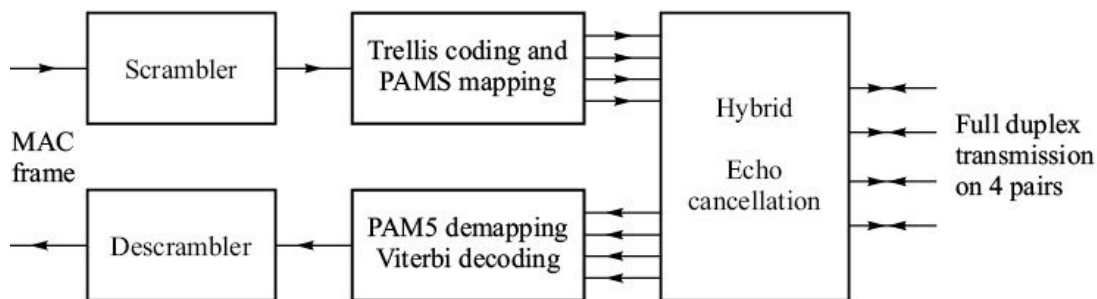 Scrambler
Trellis coding and
PAMS mapping
MAC
frame
Hybrid
Echo
cancellation
Full duplex
transmission
on 4 pairs
Descrambler
PAM5 demapping
Viterbi decoding